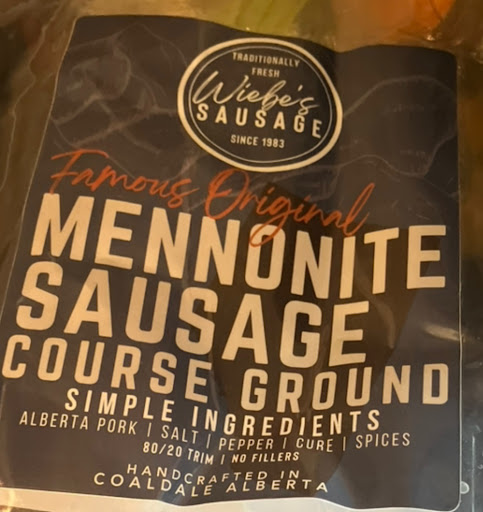 TRADITIONALLY
FRESH
Wiebe's
SAUSAGE
SINCE 1983
Famous Original
MENNONITE
SAUSAGE
COURSE GROUND
SIMPLE INGREDIENTS
ALBERTA PORK | SALT | PEPPER | CURE | SPICES
80/20 TRIM | NO FILLERS
HANDCRAFTED IN
COALDALE ALBERTA